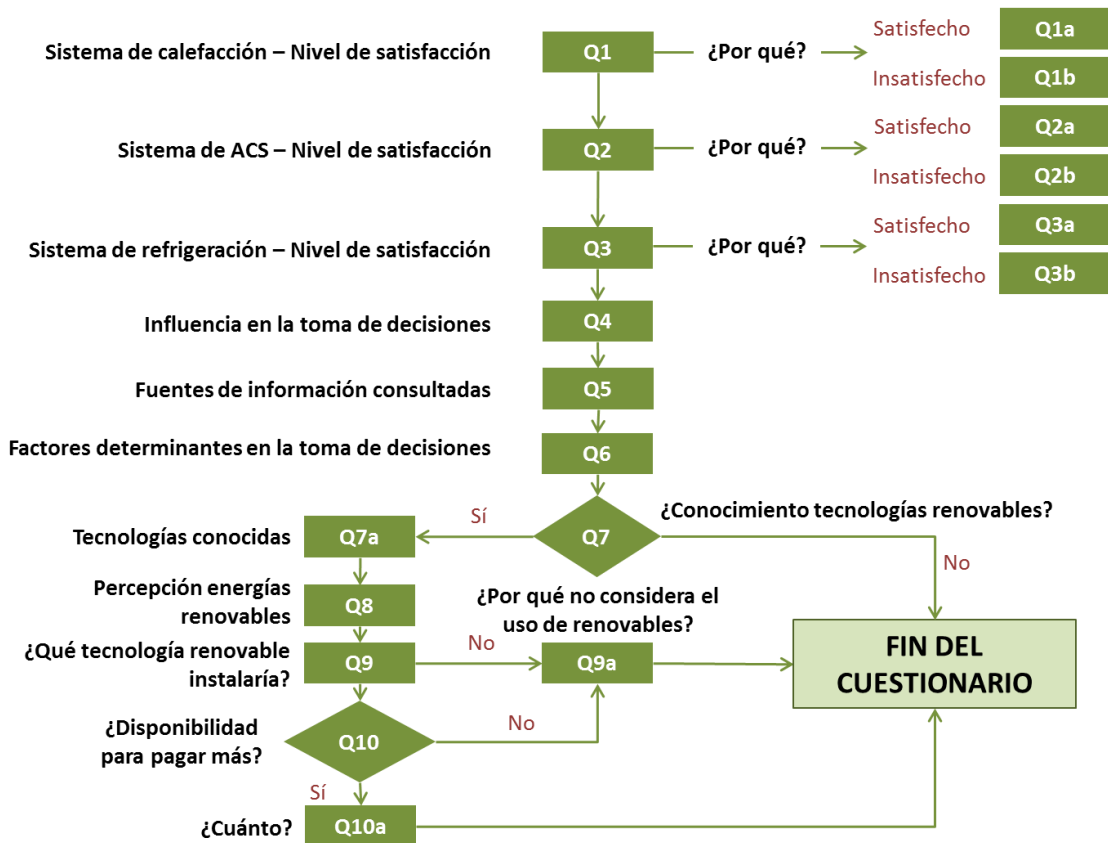 Sistema de calefacción – Nivel de satisfacción
Q1
¿Por qué?
Satisfecho
Q1a
Insatisfecho
Q1b
Sistema de ACS – Nivel de satisfacción
Q2
¿Por qué?
Satisfecho
Q2a
Insatisfecho
Q2b
Sistema de refrigeración – Nivel de satisfacción
Q3
¿Por qué?
Satisfecho
Q3a
Insatisfecho
Q3b
Influencia en la toma de decisiones
Q4
Fuentes de información consultadas
Q5
Factores determinantes en la toma de decisiones
Q6
¿Conocimiento tecnologías renovables?
Q7
Sí
No
Tecnologías conocidas
Q7a
Percepción energías
renovables
Q8
¿Qué tecnología renovable
instalaría?
Q9
No
¿Por qué no considera el
uso de renovables?
Q9a
FIN DEL
CUESTIONARIO
¿Disponibilidad
para pagar más?
Q10
No
Sí
¿Cuánto?
Q10a